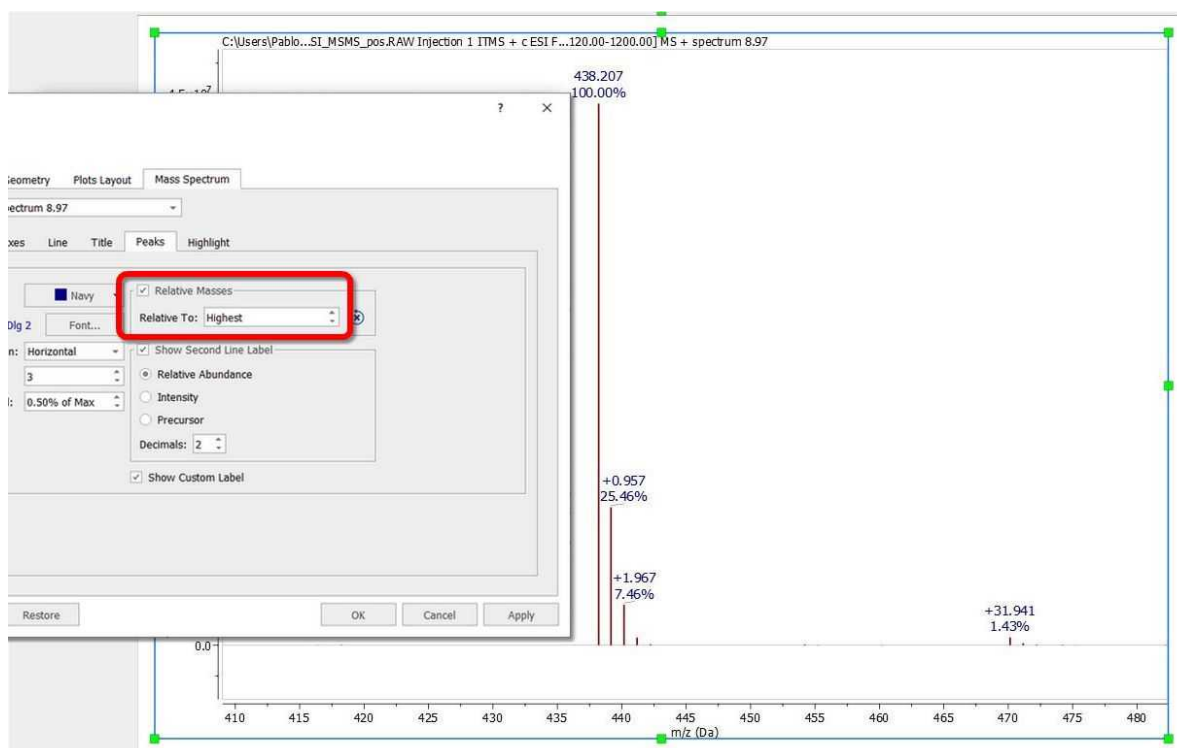 C:\Users\Pablo...SI_MSMS_pos.RAW Injection 1 ITMS + c ESI F...120.00-1200.00] MS + spectrum 8.97
438.207
100.00%
? ×
eometry Plots Layout Mass Spectrum
ectrum 8.97
xes Line Title Peaks Highlight
Navy
Relative Masses
Dlg 2 Font...
Relative To: Highest
n: Horizontal
Show Second Line Label
3
Relative Abundance
l: 0.50% of Max
Intensity
Precursor
Decimals: 2
Show Custom Label
+0.957
25.46%
+1.967
7.46%
Restore OK Cancel Apply
+31.941
1.43%
0.0
410 415 420 425 430 435 440 445 450 455 460 465 470 475 480
m/z (Da)